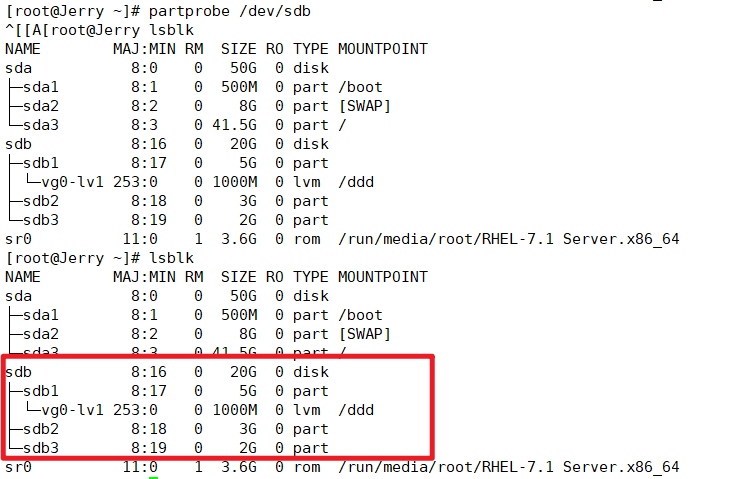 [root@Jerry ~]# partprobe /dev/sdb
^[[A[root@Jerry lsblk
NAME          MAJ:MIN RM   SIZE RO TYPE MOUNTPOINT
sda             8:0    0    50G  0 disk
├─sda1          8:1    0   500M  0 part /boot
├─sda2          8:2    0     8G  0 part [SWAP]
└─sda3          8:3    0  41.5G  0 part /
sdb             8:16   0    20G  0 disk
├─sdb1          8:17   0     5G  0 part
│ └─vg0-lv1   253:0    0  1000M  0 lvm  /ddd
├─sdb2          8:18   0     3G  0 part
└─sdb3          8:19   0     2G  0 part
sr0            11:0    1   3.6G  0 rom  /run/media/root/RHEL-7.1 Server.x86_64
[root@Jerry ~]# lsblk
NAME          MAJ:MIN RM   SIZE RO TYPE MOUNTPOINT
sda             8:0    0    50G  0 disk
├─sda1          8:1    0   500M  0 part /boot
├─sda2          8:2    0     8G  0 part [SWAP]
└─sda3          8:3    0  41.5G  0 part /
sdb             8:16   0    20G  0 disk
├─sdb1          8:17   0     5G  0 part
│ └─vg0-lv1   253:0    0  1000M  0 lvm  /ddd
├─sdb2          8:18   0     3G  0 part
└─sdb3          8:19   0     2G  0 part
sr0            11:0    1   3.6G  0 rom  /run/media/root/RHEL-7.1 Server.x86_64